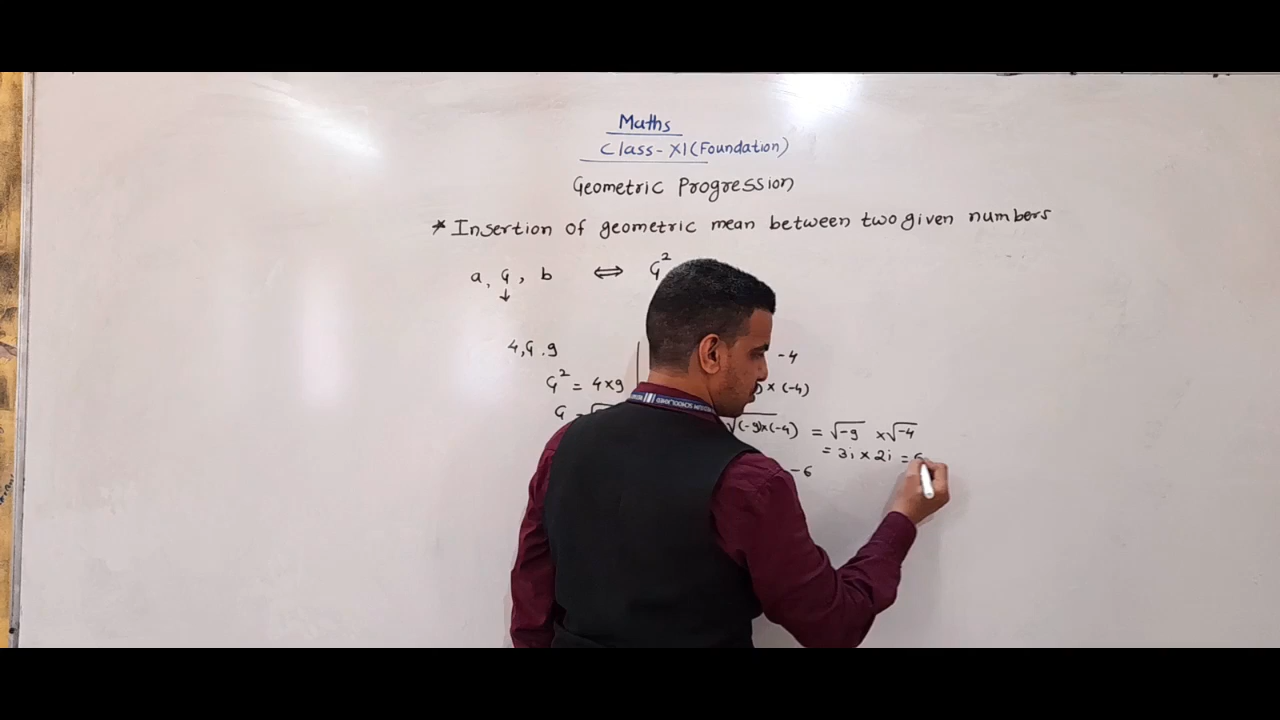 Maths
Class-XI(Foundation)
Geometric Progression
* Insertion of geometric mean between two given numbers
a, G, b ⇔ G²
↓
4, G. 9
-4
G² = 4×9
× (-4)
G =
√(-9)×(-4) = √-9 ×√-4
= 3i × 2i =
-6